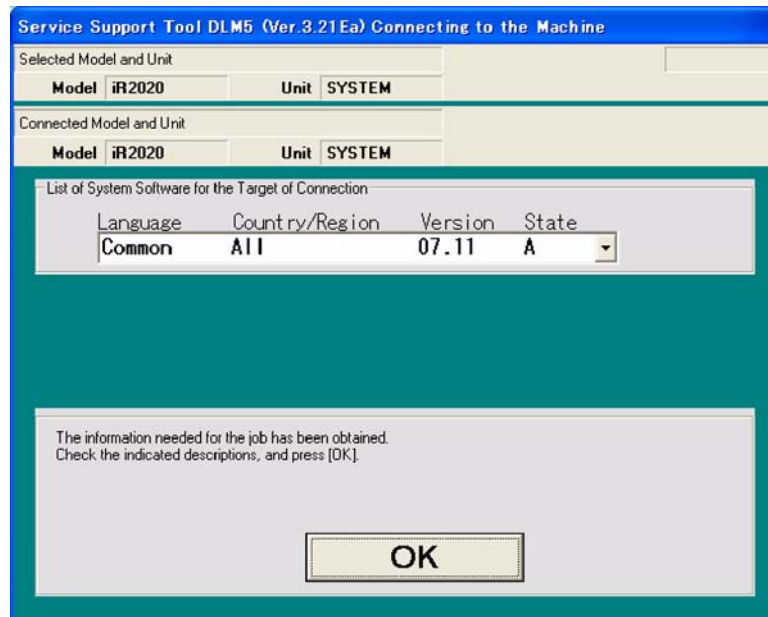 Service Support Tool DLM5 (Ver.3.21Ea) Connecting to the Machine
Selected Model and Unit
Model iR2020 Unit SYSTEM
Connected Model and Unit
Model iR2020 Unit SYSTEM
List of System Software for the Target of Connection
Language Country/Region Version State
Common All 07.11 A
The information needed for the job has been obtained.
Check the indicated descriptions, and press [OK].
OK